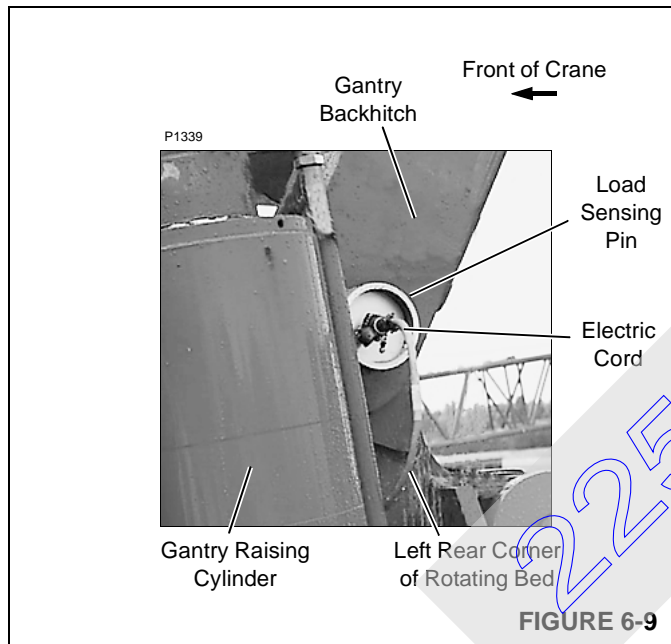 Front of Crane
Gantry
Backhitch
P1339
Load
Sensing
Pin
Electric
Cord
Gantry Raising
Cylinder
Left Rear Corner
of Rotating Bed
FIGURE 6-9
225